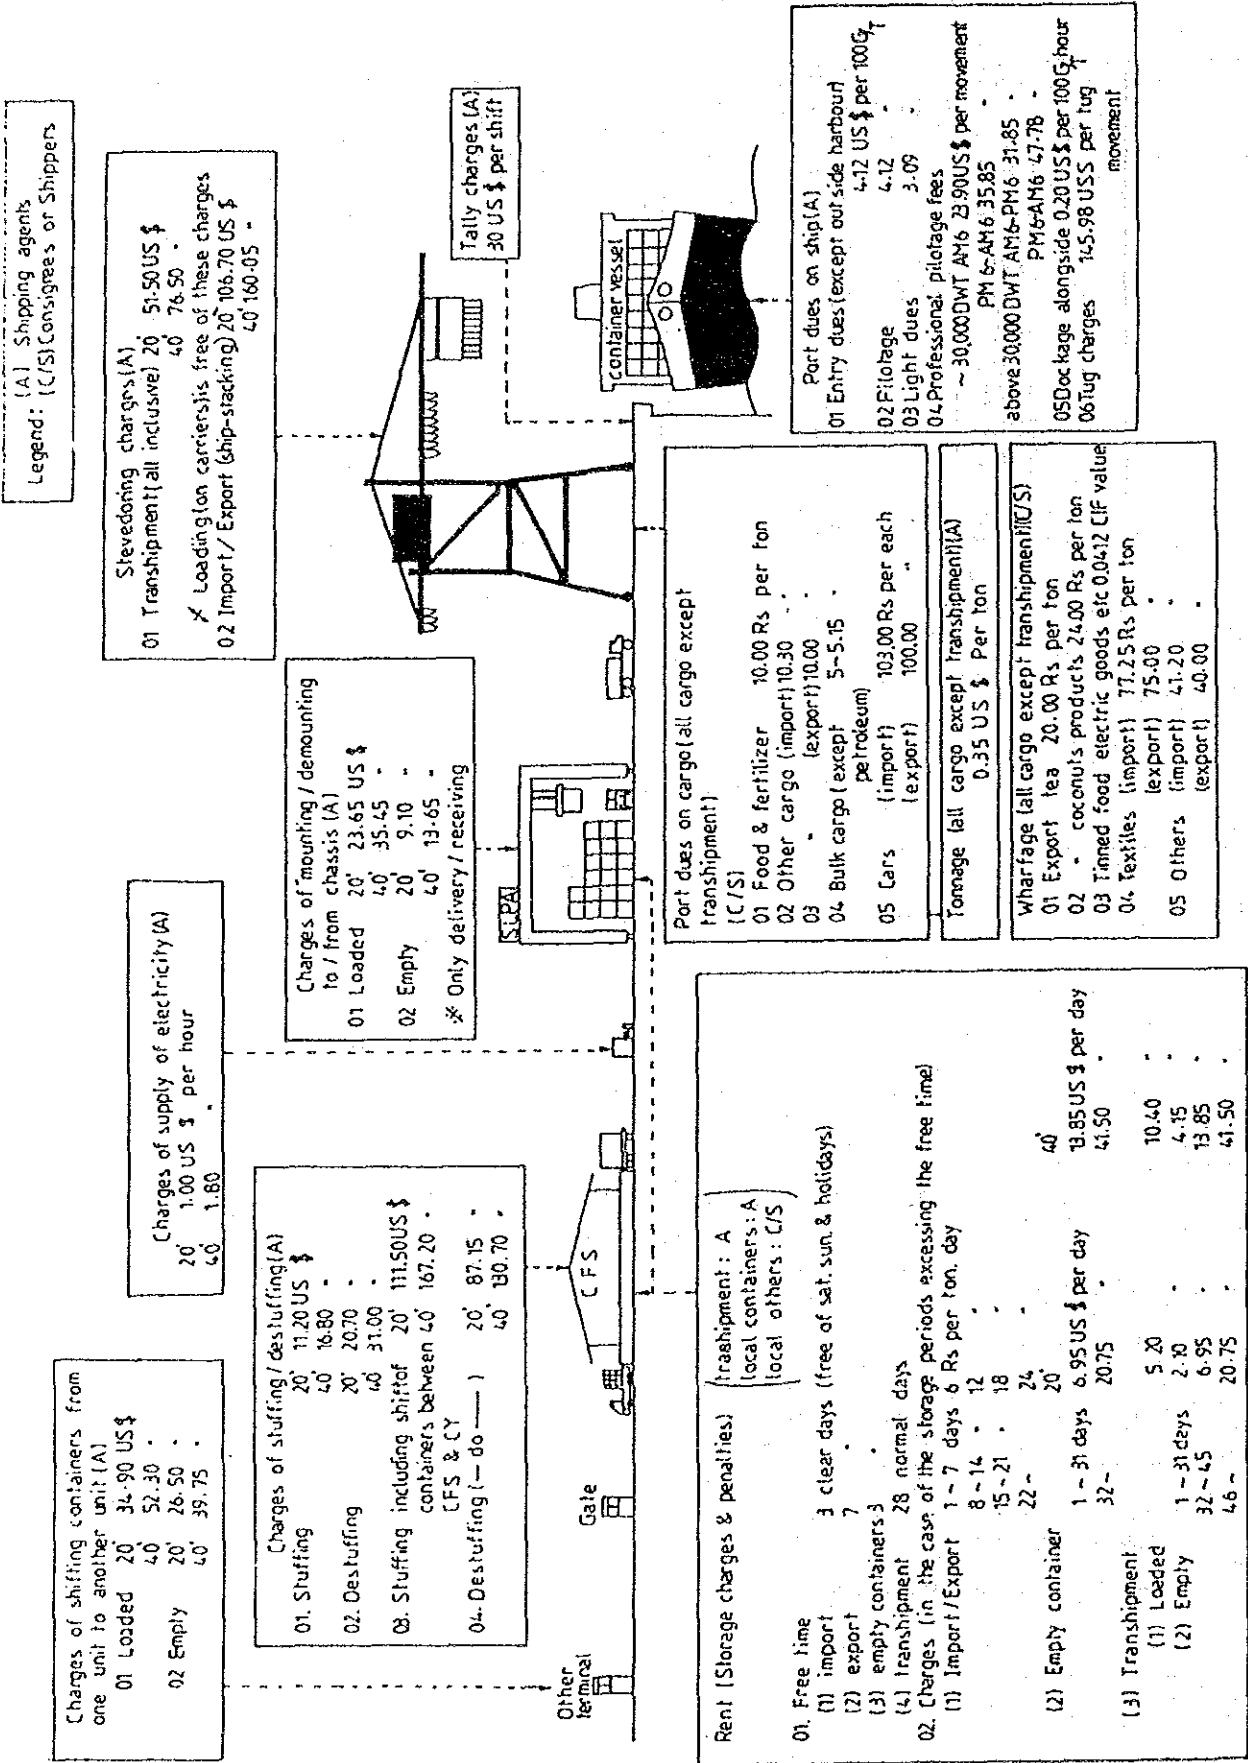 Legend: (A) Shipping agents
(C/S) Consignees or Shippers
Stevedoring charges (A)
01 Transhipment (all inclusive) 20' 51.50 US $
40' 76.50 "
※ Loading (on carriers) is free of these charges
02 Import / Export (ship-stacking) 20' 106.70 US $
40' 160.05 "
Tally charges (A)
30 US $ per shift
Charges of supply of electricity (A)
20' 1.00 US $ per hour
40' 1.80 "
Charges of mounting / demounting
to / from chassis (A)
01 Loaded 20' 23.65 US $
40' 35.45 "
02 Empty 20' 9.10 "
40' 13.65 "
※ Only delivery / receiving
Charges of shifting containers from
one unit to another unit (A)
01 Loaded 20' 34.90 US $
40' 52.30 "
02 Empty 20' 26.50 "
40' 39.75 "
Charges of stuffing / destuffing (A)
01. Stuffing 20' 11.20 US $
40' 16.80 "
02. Destuffing 20' 20.70 "
40' 31.00 "
03. Stuffing including shift of 20' 111.50 US $
containers between 40' 167.20 "
CFS & CY
04. Destuffing (— do —) 20' 87.15 "
40' 130.70 "
Other
terminal
Gate
CFS
SLPA
container vessel
Port dues on ship (A)
01 Entry dues (except out side harbour)
4.12 US $ per 100 G/T
02 Pilotage 4.12 "
03 Light dues 3.09 "
04 Professional pilotage fees
~ 30,000 DWT AM6 23.90 US $ per movement
PM6-AM6 35.85 "
above 30,000 DWT AM6-PM6 31.85 "
PM6-AM6 47.78 "
05 Dockage alongside 0.20 US $ per 100 G/T hour
06 Tug charges 145.98 US $ per tug
movement
Port dues on cargo (all cargo except
transhipment)
(C/S)
01 Food & fertilizer 10.00 Rs per ton
02 Other cargo (import) 10.30 "
03 " (export) 10.00 "
04 Bulk cargo (except 5-5.15 "
petroleum)
05 Cars (import) 103.00 Rs per each
(export) 100.00 "
Tonnage (all cargo except transhipment) (A)
0.35 US $ Per ton
Wharfage (all cargo except transhipment) (C/S)
01 Export tea 20.00 Rs per ton
02 " coconuts products 24.00 Rs per ton
03 Tinned food electric goods etc 0.0412 CIF value
04 Textiles (import) 77.25 Rs per ton
(export) 75.00 "
05 Others (import) 41.20 "
(export) 40.00 "
Rent (Storage charges & penalties)
(trashipment : A
local containers : A
local others : C/S)
01. Free time
(1) import 3 clear days (free of sat. sun. & holidays)
(2) export 7 "
(3) empty containers 3 "
(4) transhipment 28 normal days
02. Charges (in the case of the storage periods excessing the free time)
(1) Import / Export 1 ~ 7 days 6 Rs per ton. day
8 ~ 14 " 12 "
15 ~ 21 " 18 "
22 ~ 24 "
(2) Empty container 20' 40'
1 ~ 31 days 6.95 US $ per day 13.85 US $ per day
32 ~ 20.75 " 41.50 "
(3) Transhipment
(1) Loaded 5.20 " 10.40 "
(2) Empty 1 ~ 31 days 2.10 " 4.15 "
32 ~ 45 6.95 " 13.85 "
46 ~ 20.75 " 41.50 "